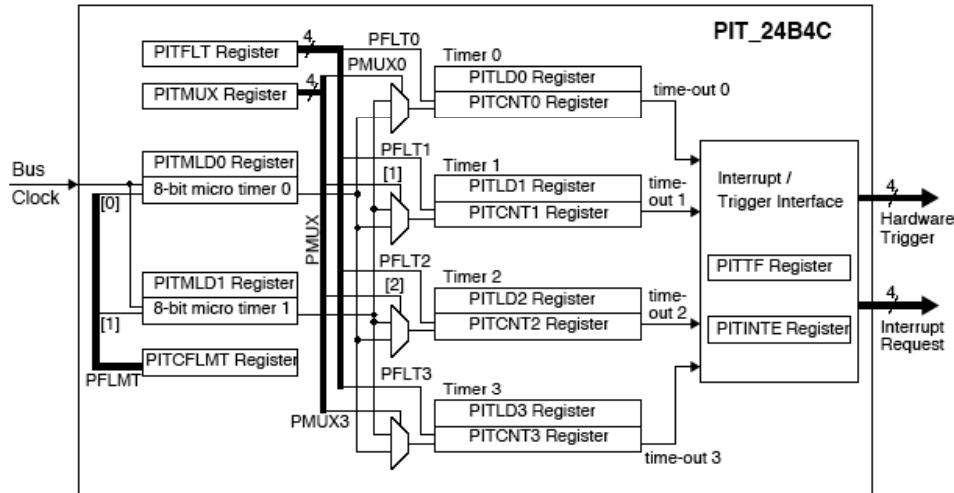 PIT_24B4C
PITFLT Register
4
PFLT0
Timer 0
PITLD0 Register
PMUX0
PITMUX Register
4
PITCNT0 Register
time-out 0
Bus
Clock
PITMLD0 Register
8-bit micro timer 0
[0]
PFLT1
Timer 1
[1]
PITLD1 Register
PITCNT1 Register
time-
out 1
Interrupt /
Trigger Interface
4
Hardware
Trigger
PMUX
PITMLD1 Register
8-bit micro timer 1
[1]
PFLT2
Timer 2
[2]
PITLD2 Register
PITCNT2 Register
time-
out 2
PITTF Register
PITINTE Register
4
Interrupt
Request
PITCFLMT Register
PFLMT
PFLT3
Timer 3
PITLD3 Register
PMUX3
PITCNT3 Register
time-out 3